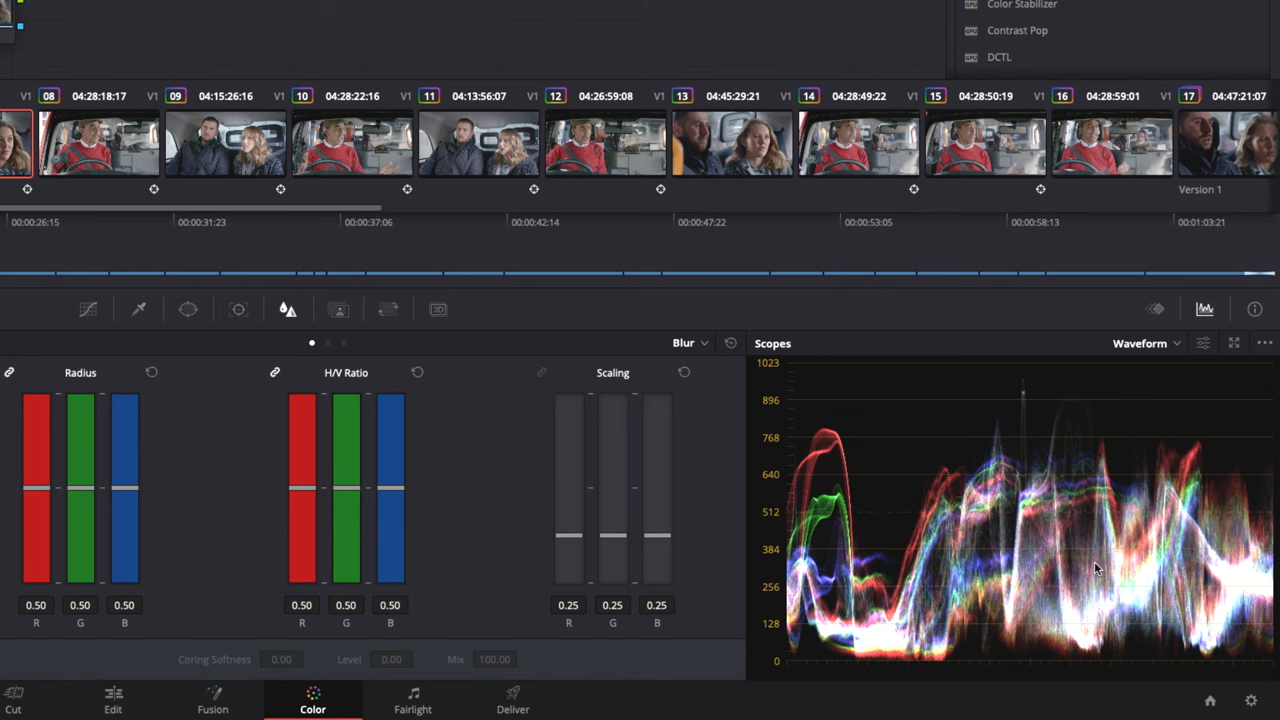 Color Stabilizer
GPU Contrast Pop
GPU DCTL
V1 08 04:28:18:17 V1 09 04:15:26:16 V1 10 04:28:22:16 V1 11 04:13:56:07 V1 12 04:26:59:08 V1 13 04:45:29:21 V1 14 04:28:49:22 V1 15 04:28:50:19 V1 16 04:28:59:01 V1 17 04:47:21:07
Version 1
00:00:26:15 00:00:31:23 00:00:37:06 00:00:42:14 00:00:47:22 00:00:53:05 00:00:58:13 00:01:03:21
3D
Blur Scopes Waveform
Radius H/V Ratio Scaling
1023
896
768
640
512
384
256
128
0
0.50 0.50 0.50 0.50 0.50 0.50 0.25 0.25 0.25
R G B R G B R G B
Coring Softness 0.00 Level 0.00 Mix 100.00
Cut Edit Fusion Color Fairlight Deliver